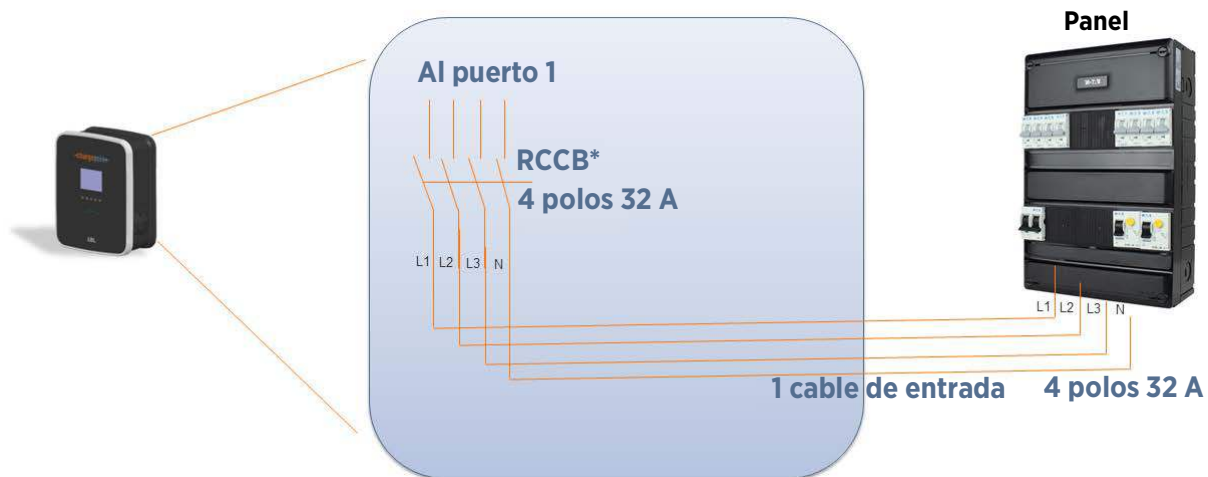 Panel
Al puerto 1
RCCB*
4 polos 32 A
L1 L2 L3 N
L1 L2 L3 N
1 cable de entrada
4 polos 32 A